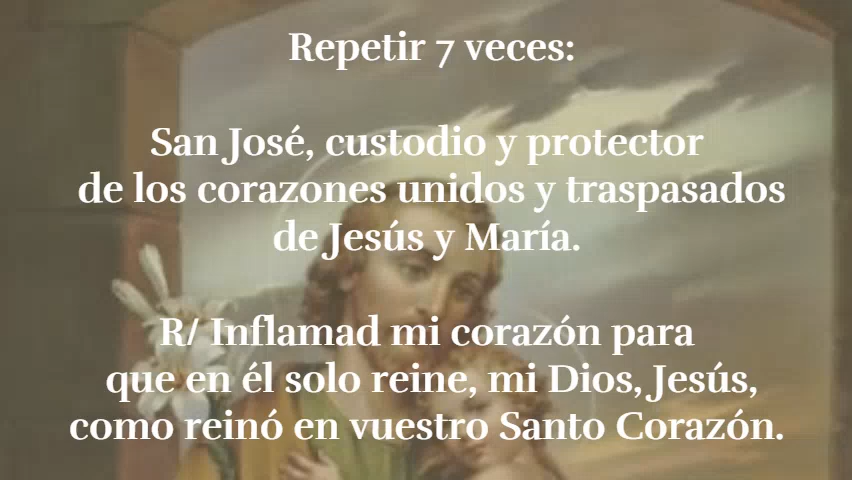 Repetir 7 veces:
San José, custodio y protector
de los corazones unidos y traspasados
de Jesús y María.
R/ Inflamad mi corazón para
que en él solo reine, mi Dios, Jesús,
como reinó en vuestro Santo Corazón.